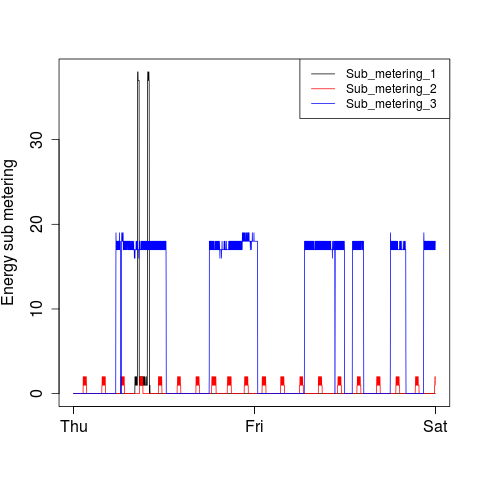 Sub_metering_1
Sub_metering_2
Sub_metering_3
Energy sub metering
30
20
10
0
Thu Fri Sat